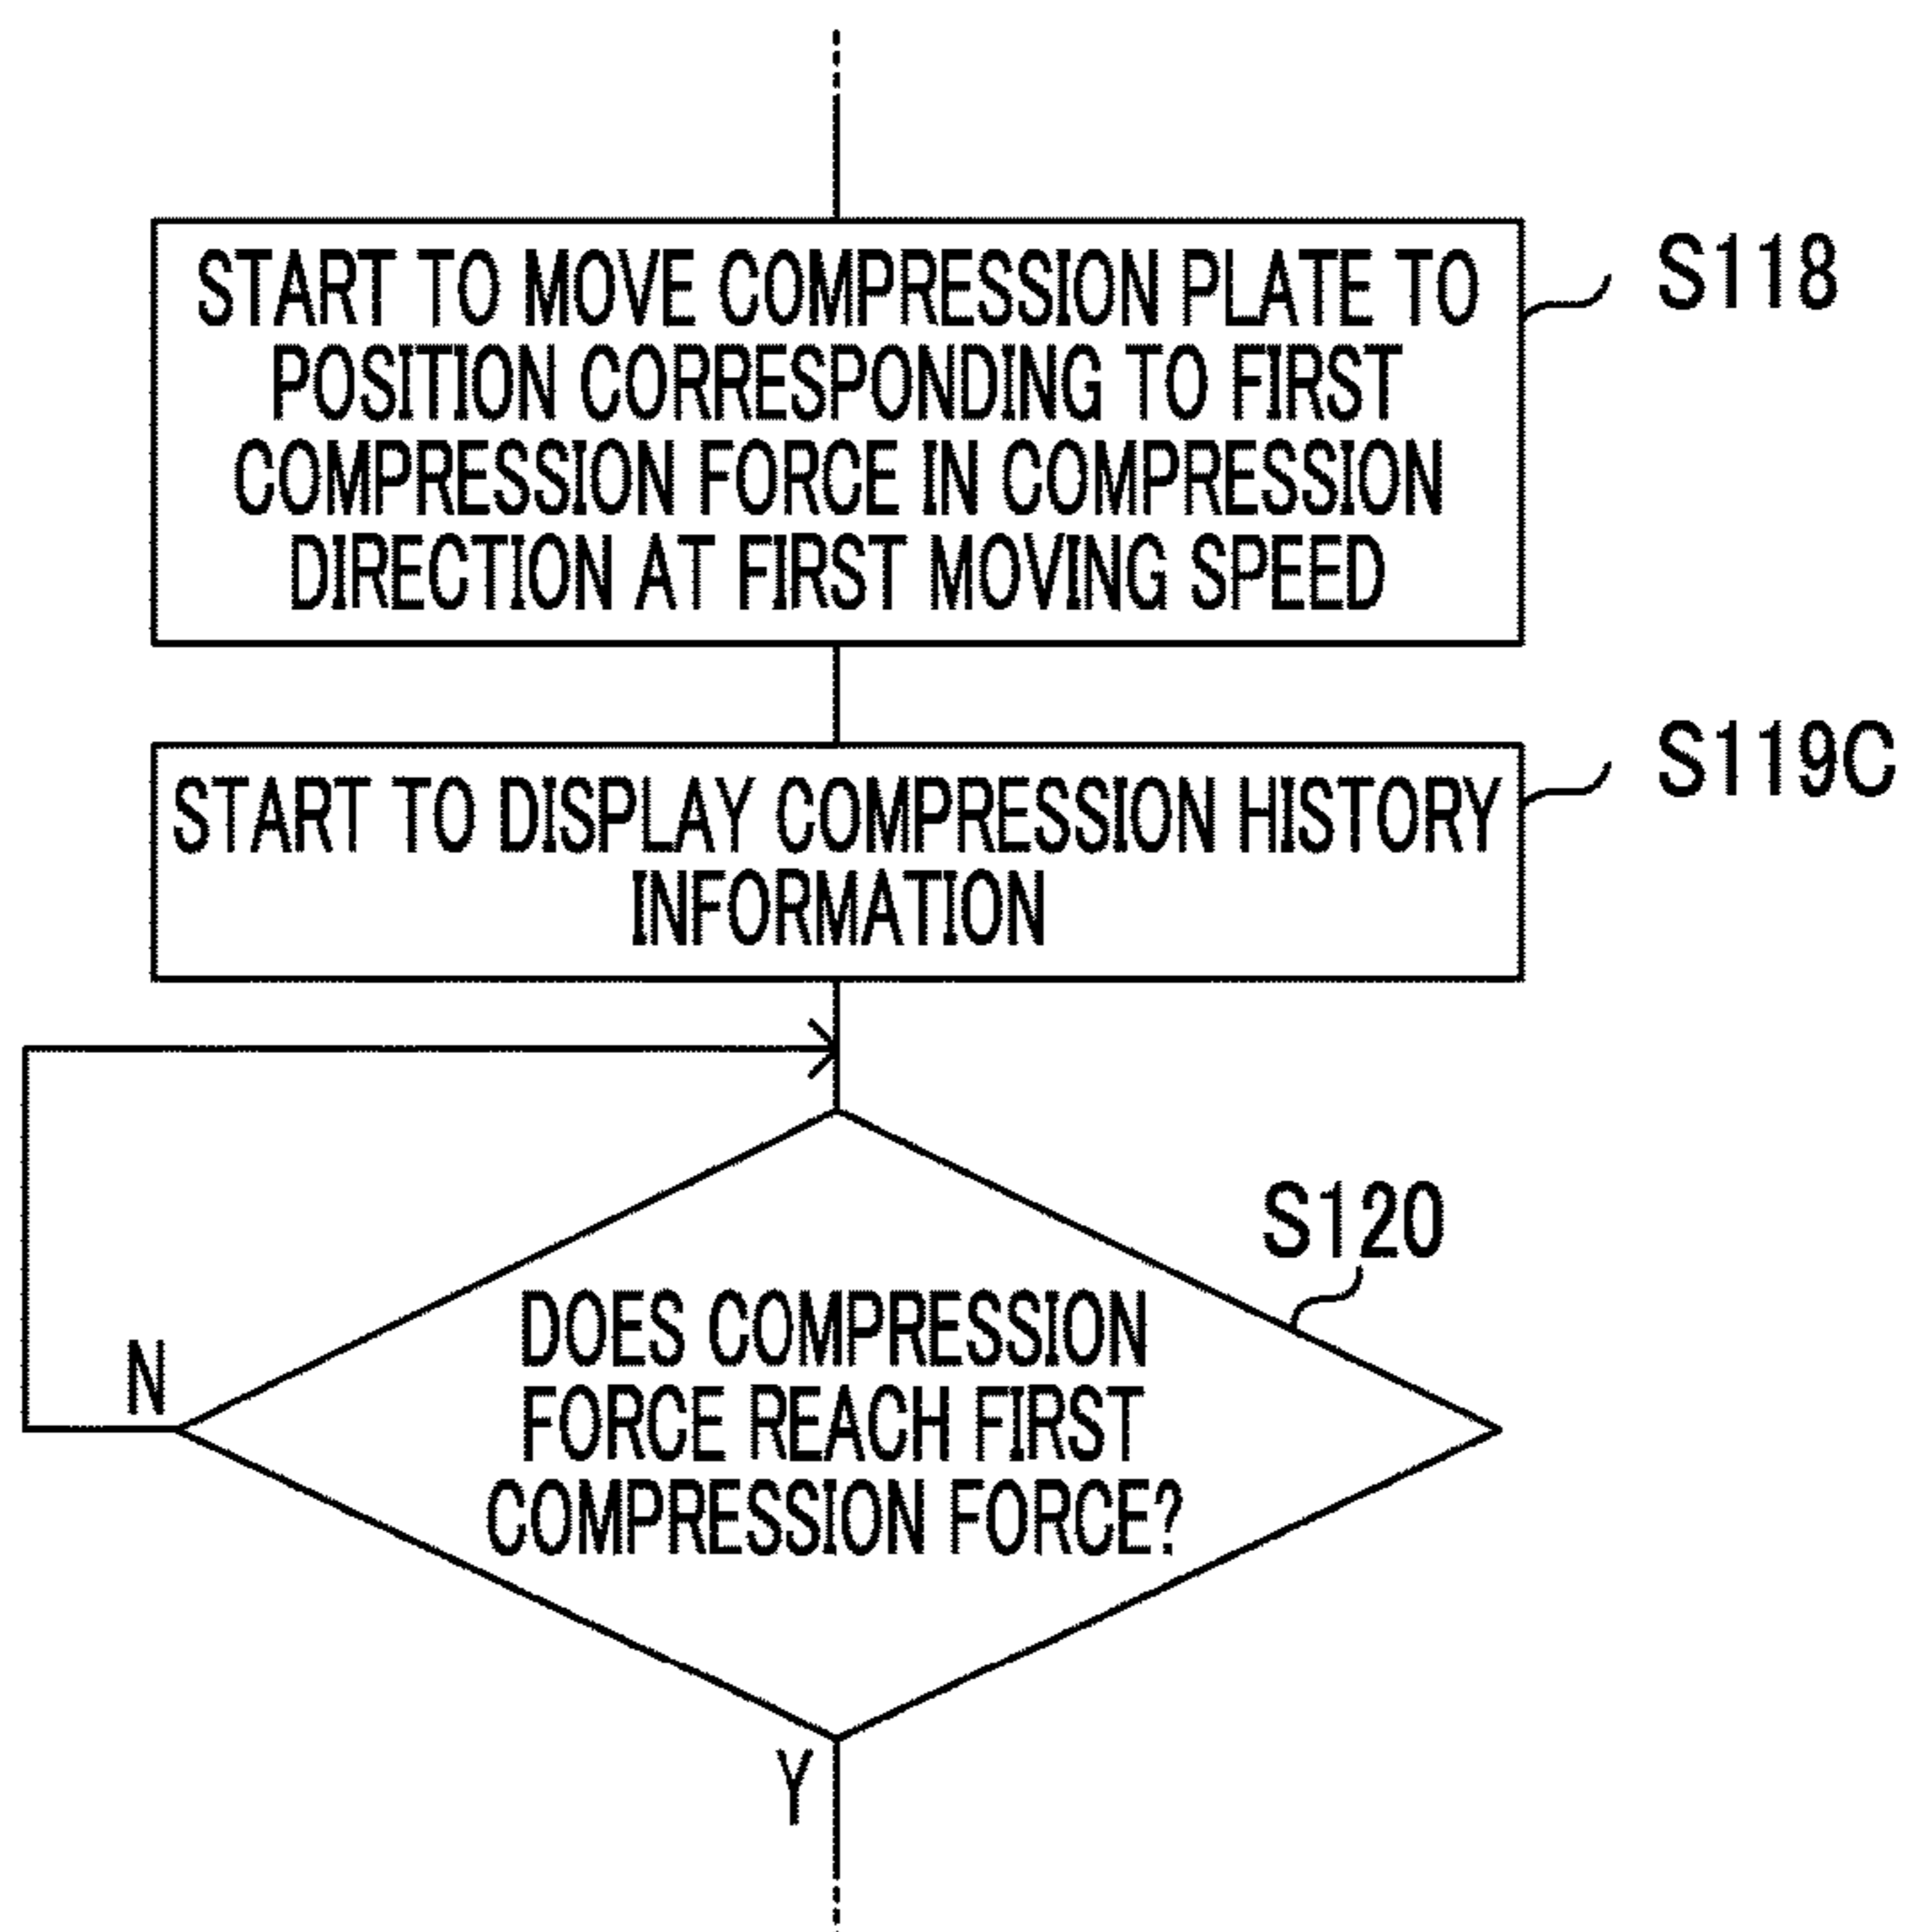 START TO MOVE COMPRESSION PLATE TO
POSITION CORRESPONDING TO FIRST
COMPRESSION FORCE IN COMPRESSION
DIRECTION AT FIRST MOVING SPEED
S118
START TO DISPLAY COMPRESSION HISTORY
INFORMATION
S119C
S120
DOES COMPRESSION
FORCE REACH FIRST
COMPRESSION FORCE?
N
Y